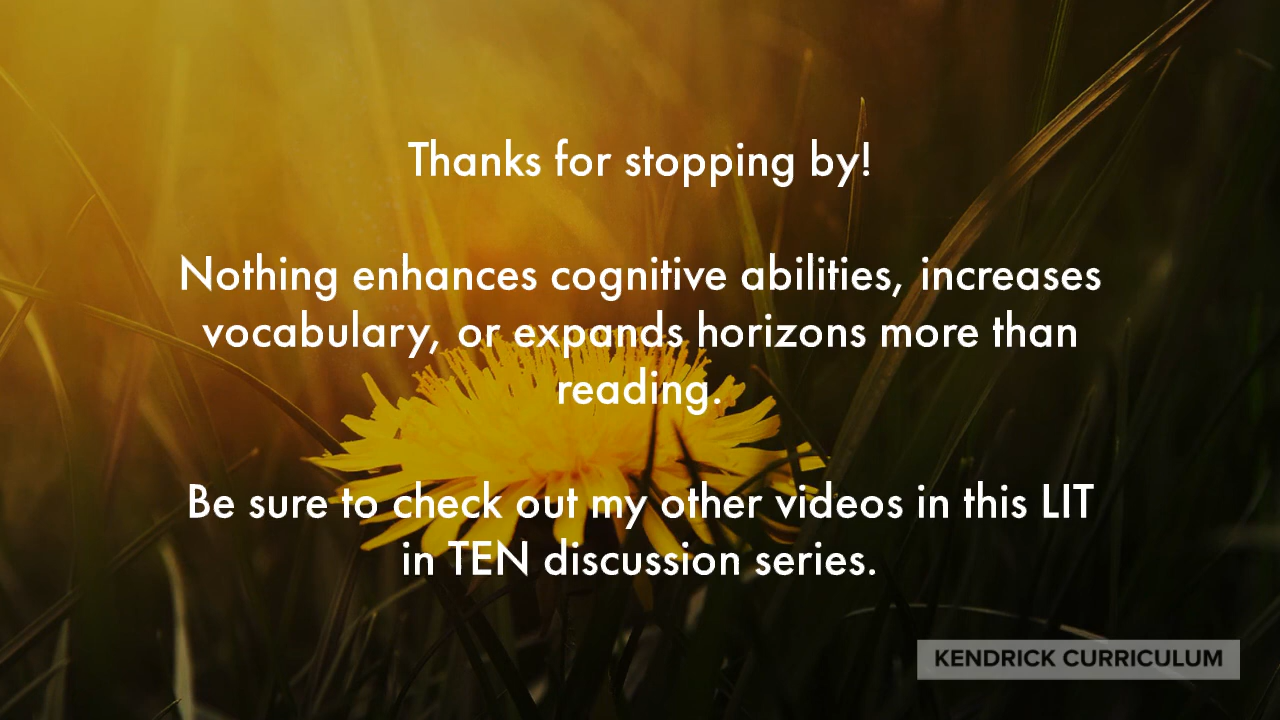 Thanks for stopping by!
Nothing enhances cognitive abilities, increases
vocabulary, or expands horizons more than
reading.
Be sure to check out my other videos in this LIT
in TEN discussion series.
KENDRICK CURRICULUM